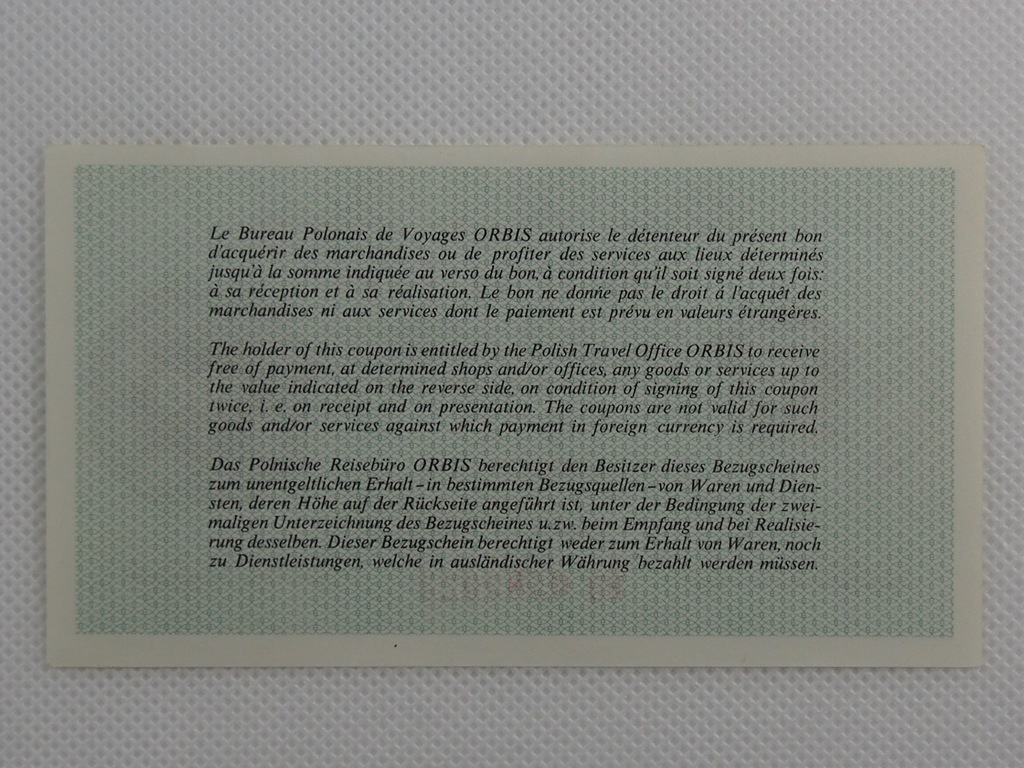 Le Bureau Polonais de Voyages ORBIS autorise le détenteur du présent bon
d'acquérir des marchandises ou de profiter des services aux lieux déterminés
jusqu'à la somme indiquée au verso du bon, à condition qu'il soit signé deux fois:
à sa réception et à sa réalisation. Le bon ne donne pas le droit á l'acquêt des
marchandises ni aux services dont le paiement est prévu en valeurs étrangères.
The holder of this coupon is entitled by the Polish Travel Office ORBIS to receive
free of payment, at determined shops and/or offices, any goods or services up to
the value indicated on the reverse side, on condition of signing of this coupon
twice, i. e. on receipt and on presentation. The coupons are not valid for such
goods and/or services against which payment in foreign currency is required.
Das Polnische Reisebüro ORBIS berechtigt den Besitzer dieses Bezugscheines
zum unentgeltlichen Erhalt – in bestimmten Bezugsquellen – von Waren und Dien-
sten, deren Höhe auf der Rückseite angeführt ist, unter der Bedingung der zwei-
maligen Unterzeichnung des Bezugscheines u. zw. beim Empfang und bei Realisie-
rung desselben. Dieser Bezugschein berechtigt weder zum Erhalt von Waren, noch
zu Dienstleistungen, welche in ausländischer Währung bezahlt werden müssen.